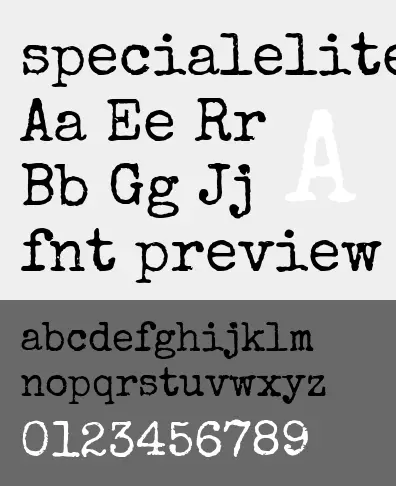 specialelite
Aa Ee Rr
A
Bb Gg Jj
fnt preview
abcdefghijklm
nopqrstuvwxyz
0123456789